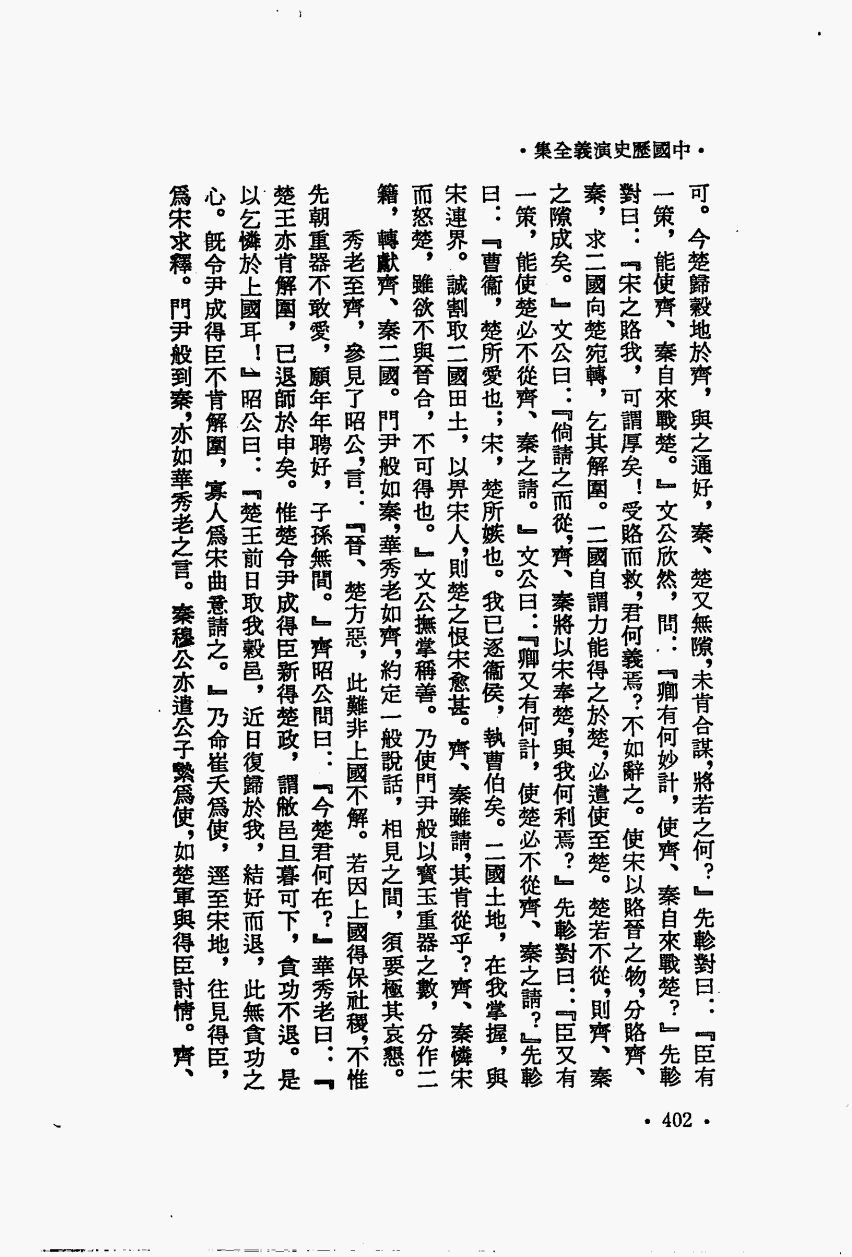 ·中國歷史演義全集·
可。今楚歸穀地於齊，與之通好，秦、楚又無隙，未肯合謀，將若之何？』先軫對曰：『臣有
一策，能使齊、秦自來戰楚。』文公欣然，問：『卿有何妙計，使齊、秦自來戰楚？』先軫
對曰：『宋之賂我，可謂厚矣！受賂而救，君何義焉？不如辭之。使宋以賂晉之物，分賂齊、
秦，求二國向楚宛轉，乞其解圍。二國自謂力能得之於楚，必遣使至楚。楚若不從，則齊、秦
之隙成矣。』文公曰：『倘請之而從，齊、秦將以宋奉楚，與我何利焉？』先軫對曰：『臣又有
一策，能使楚必不從齊、秦之請。』文公曰：『卿又有何計，使楚必不從齊、秦之請？』先軫
曰：『曹衞，楚所愛也；宋，楚所嫉也。我已逐衞侯，執曹伯矣。二國土地，在我掌握，與
宋連界。誠割取二國田土，以畀宋人，則楚之恨宋愈甚。齊、秦雖請，其肯從乎？齊、秦憐宋
而怒楚，雖欲不與晉合，不可得也。』文公撫掌稱善。乃使門尹般以寶玉重器之數，分作二
籍，轉獻齊、秦二國。門尹般如秦，華秀老如齊，約定一般說話，相見之間，須要極其哀懇。
秀老至齊，參見了昭公，言：『晉、楚方惡，此難非上國不解。若因上國得保社稷，不惟
先朝重器不敢愛，願年年聘好，子孫無間。』齊昭公問曰：『今楚君何在？』華秀老曰：『
楚王亦肯解圍，已退師於申矣。惟楚令尹成得臣新得楚政，謂敝邑旦暮可下，貪功不退。是
以乞憐於上國耳！』昭公曰：『楚王前日取我穀邑，近日復歸於我，結好而退，此無貪功之
心。既令尹成得臣不肯解圍，寡人爲宋曲意請之。』乃命崔夭爲使，逕至宋地，往見得臣，
爲宋求釋。門尹般到秦，亦如華秀老之言。秦穆公亦遣公子縶爲使，如楚軍與得臣討情。齊、
·402·